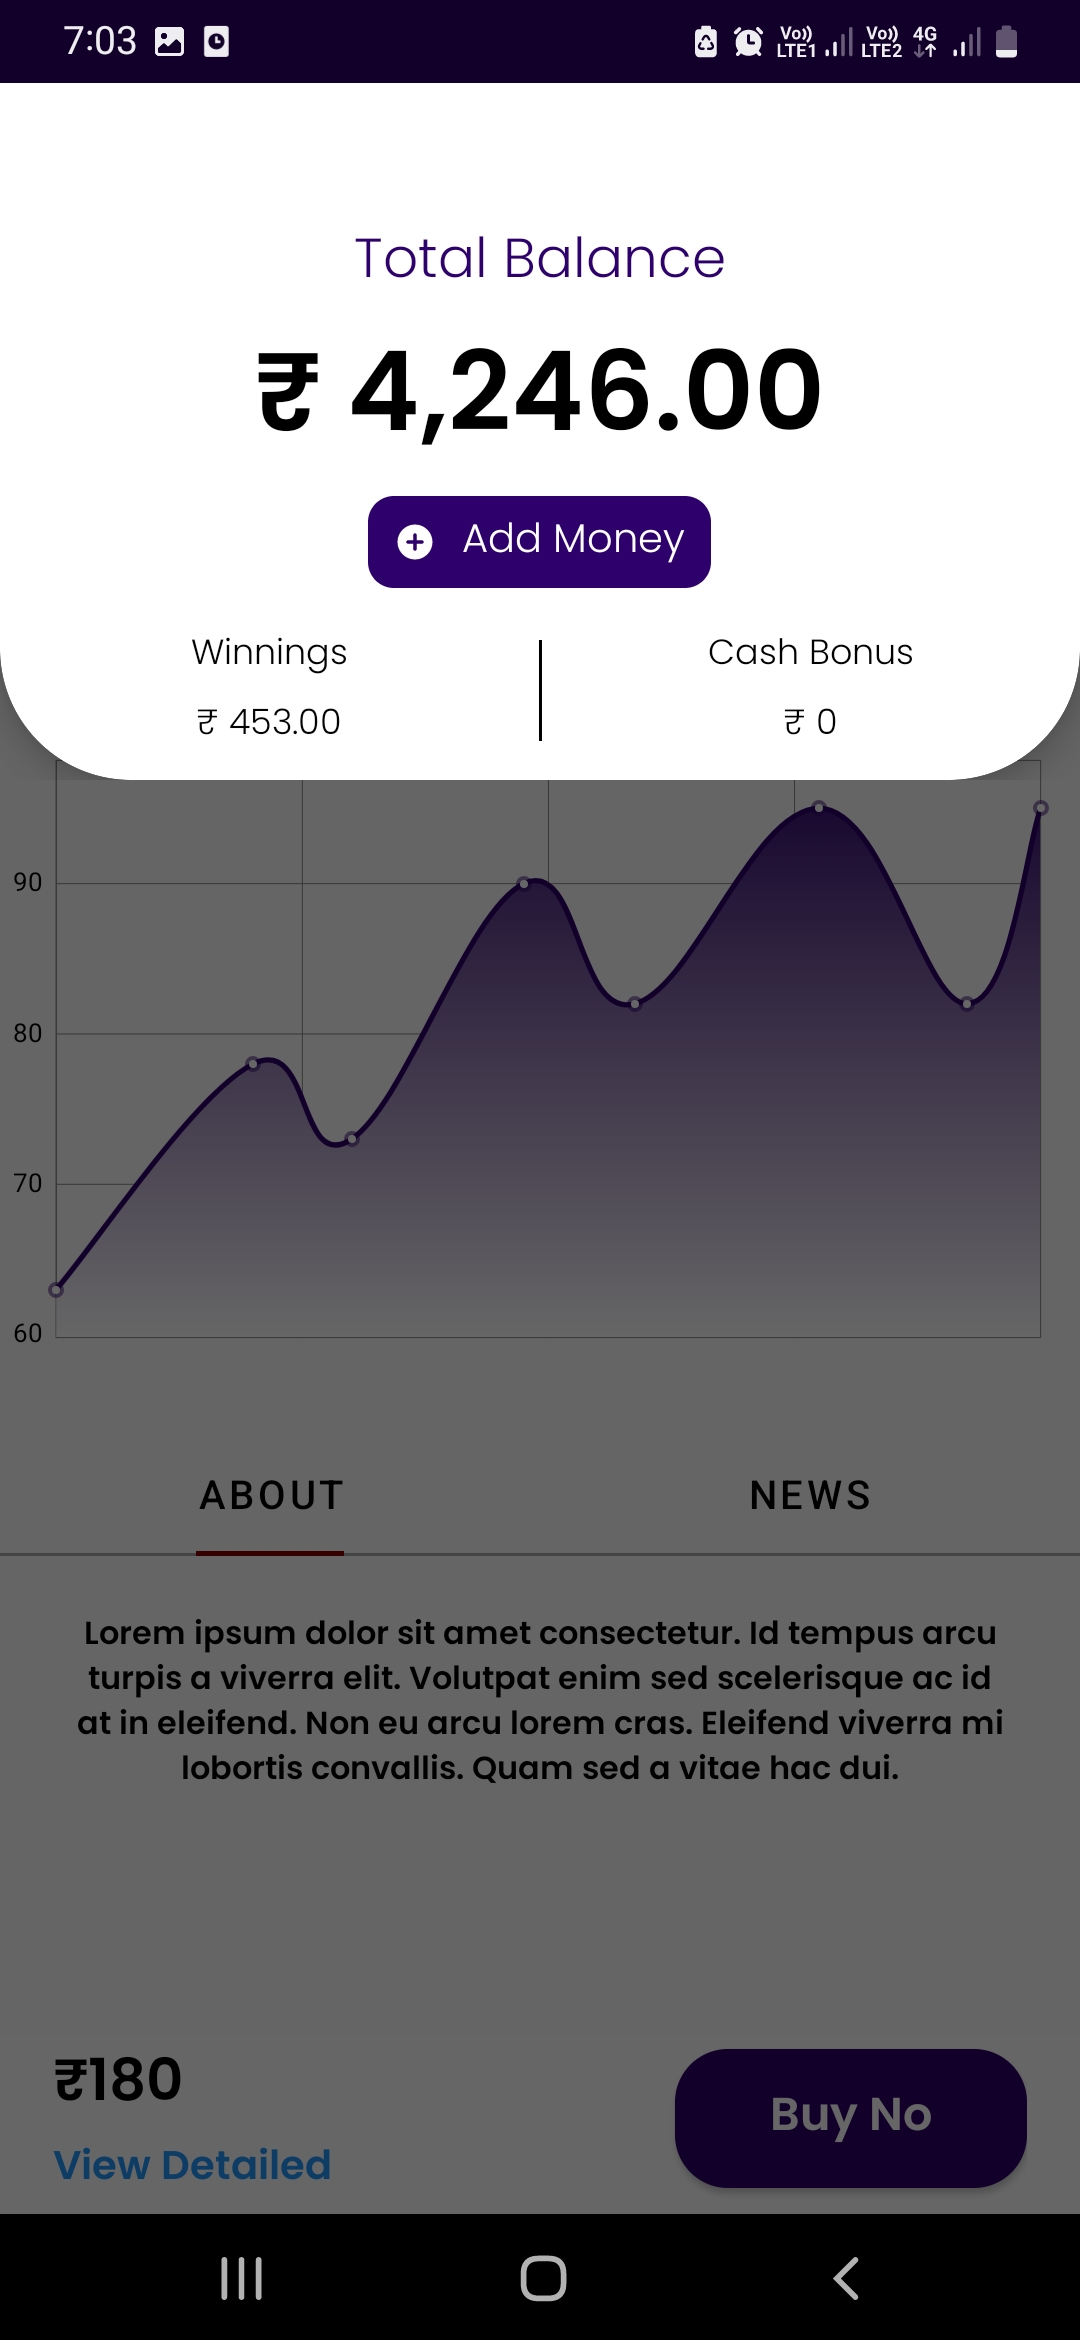 7:03
Vo)) LTE1 Vo)) LTE2 4G
Total Balance
₹ 4,246.00
Add Money
Winnings
Cash Bonus
₹ 453.00
₹ 0
90
80
70
60
ABOUT
NEWS
Lorem ipsum dolor sit amet consectetur. Id tempus arcu
turpis a viverra elit. Volutpat enim sed scelerisque ac id
at in eleifend. Non eu arcu lorem cras. Eleifend viverra mi
lobortis convallis. Quam sed a vitae hac dui.
₹180
Buy No
View Detailed